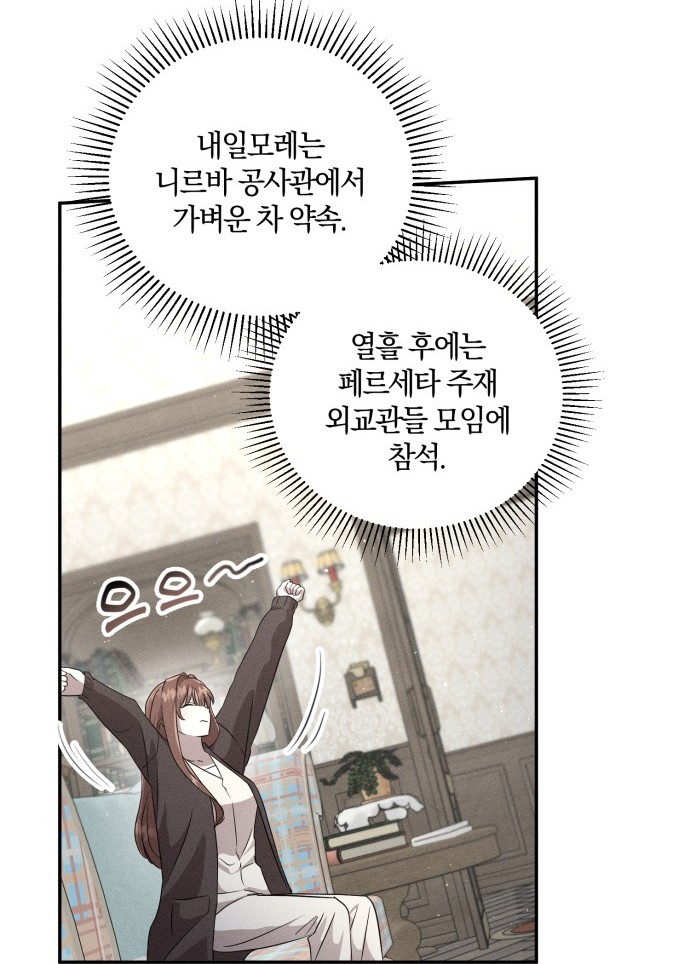 내일모레는
니르바 공사관에서
가벼운 차 약속.
열흘 후에는
페르세타 주재
외교관들 모임에
참석.
으으~